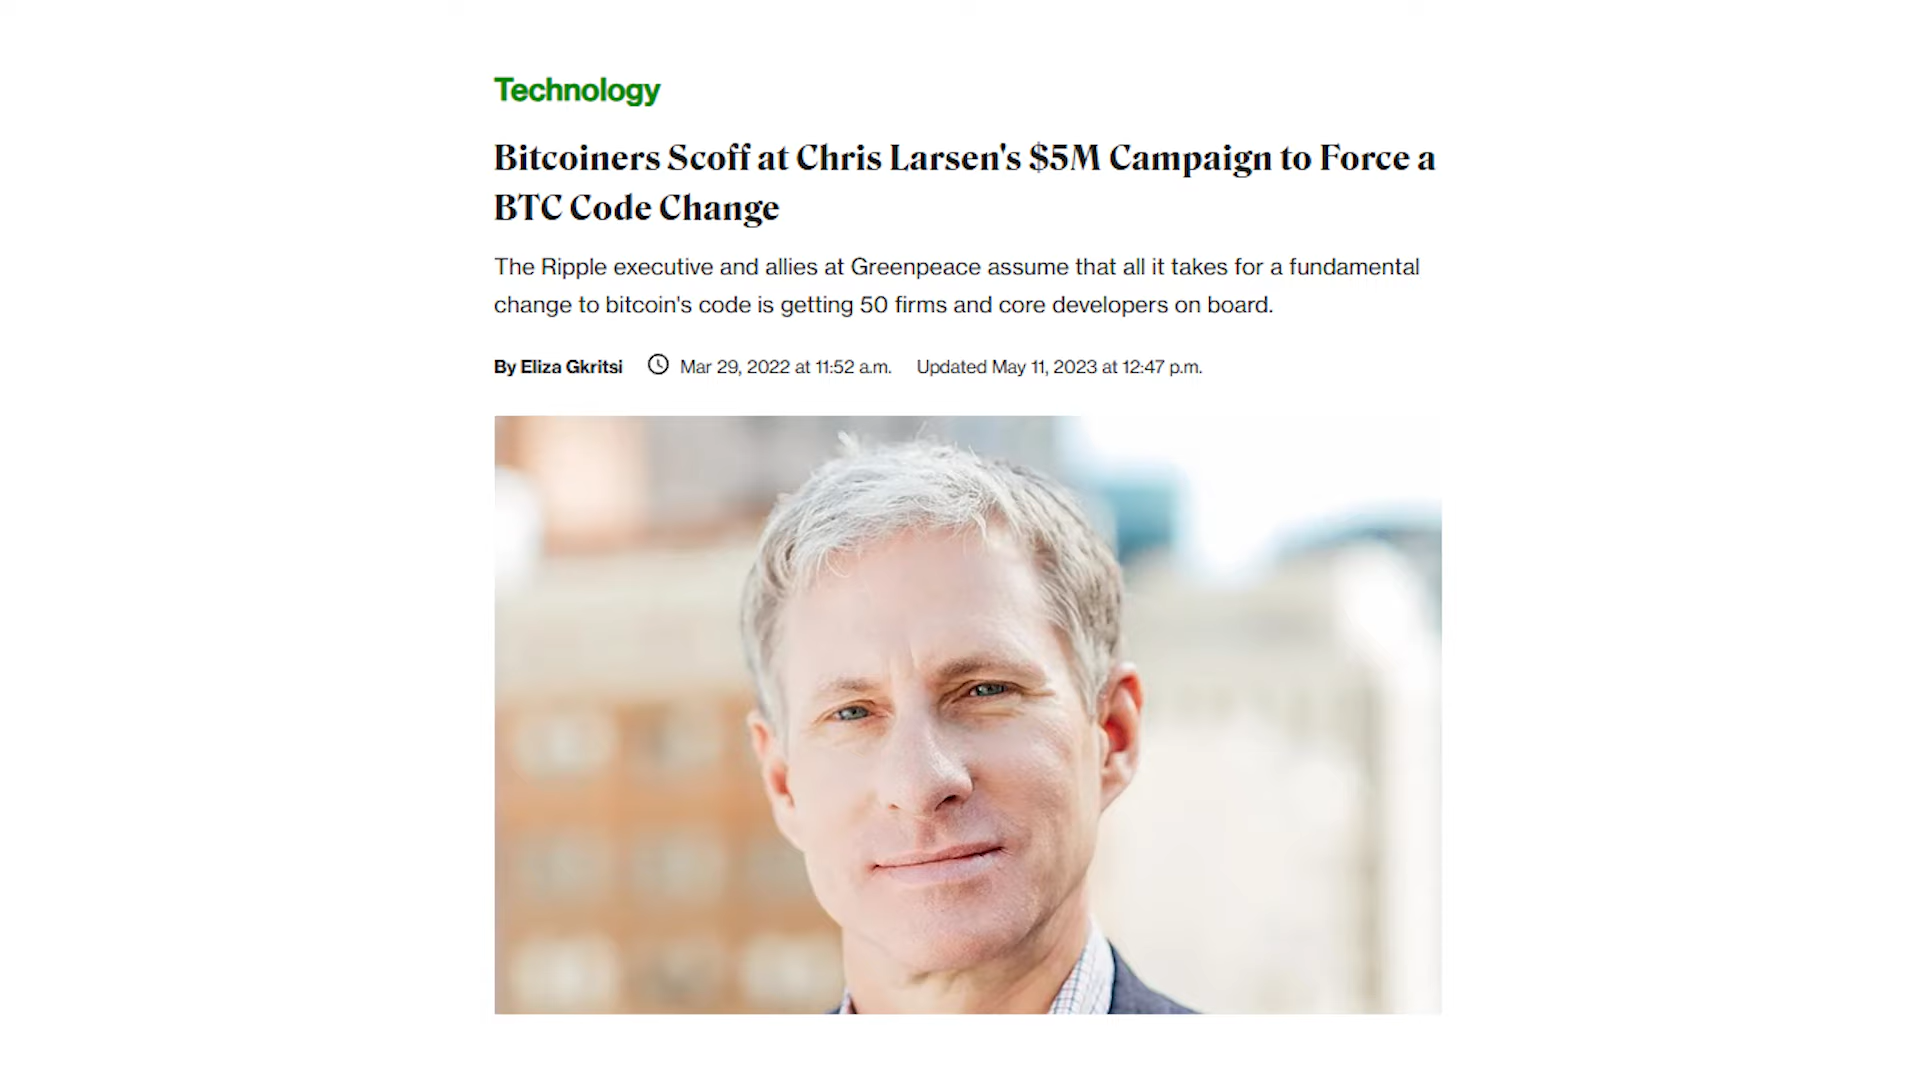 Technology
Bitcoiners Scoff at Chris Larsen's $5M Campaign to Force a
BTC Code Change
The Ripple executive and allies at Greenpeace assume that all it takes for a fundamental
change to bitcoin's code is getting 50 firms and core developers on board.
By Eliza Gkritsi Mar 29, 2022 at 11:52 a.m. Updated May 11, 2023 at 12:47 p.m.